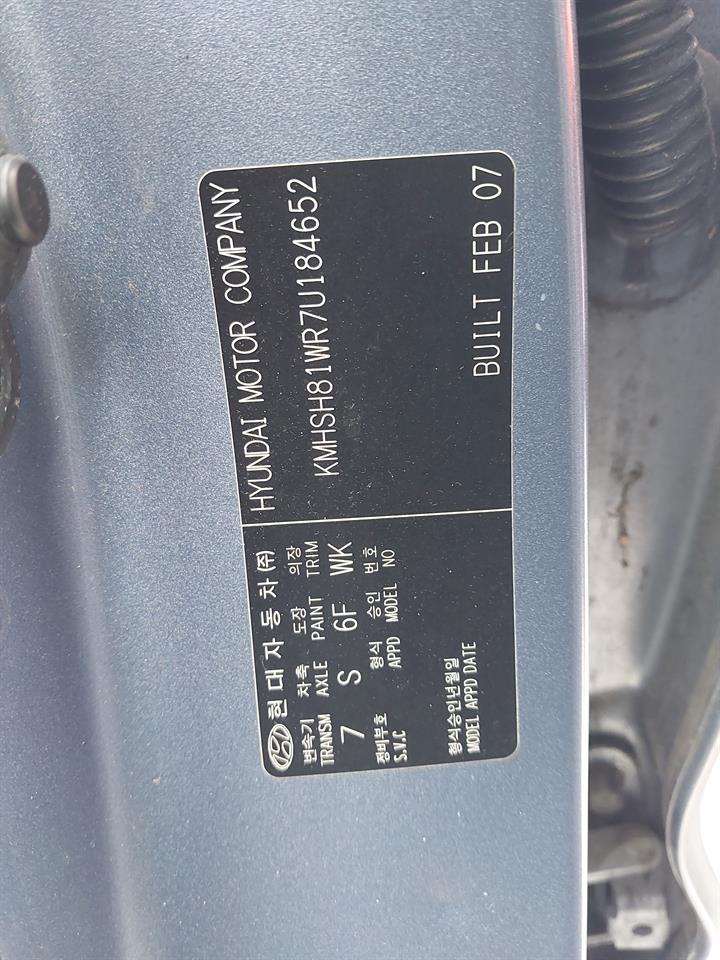 현대자동차(주) HYUNDAI MOTOR COMPANY
변속기 차축 도장 의장
TRANSM AXLE PAINT TRIM
7 S 6F WK
KMHSH81WR7U184652
정비부호 형식 승인 번호
S.V.C APPD MODEL NO
형식승인년월일
MODEL APPD DATE
BUILT FEB 07